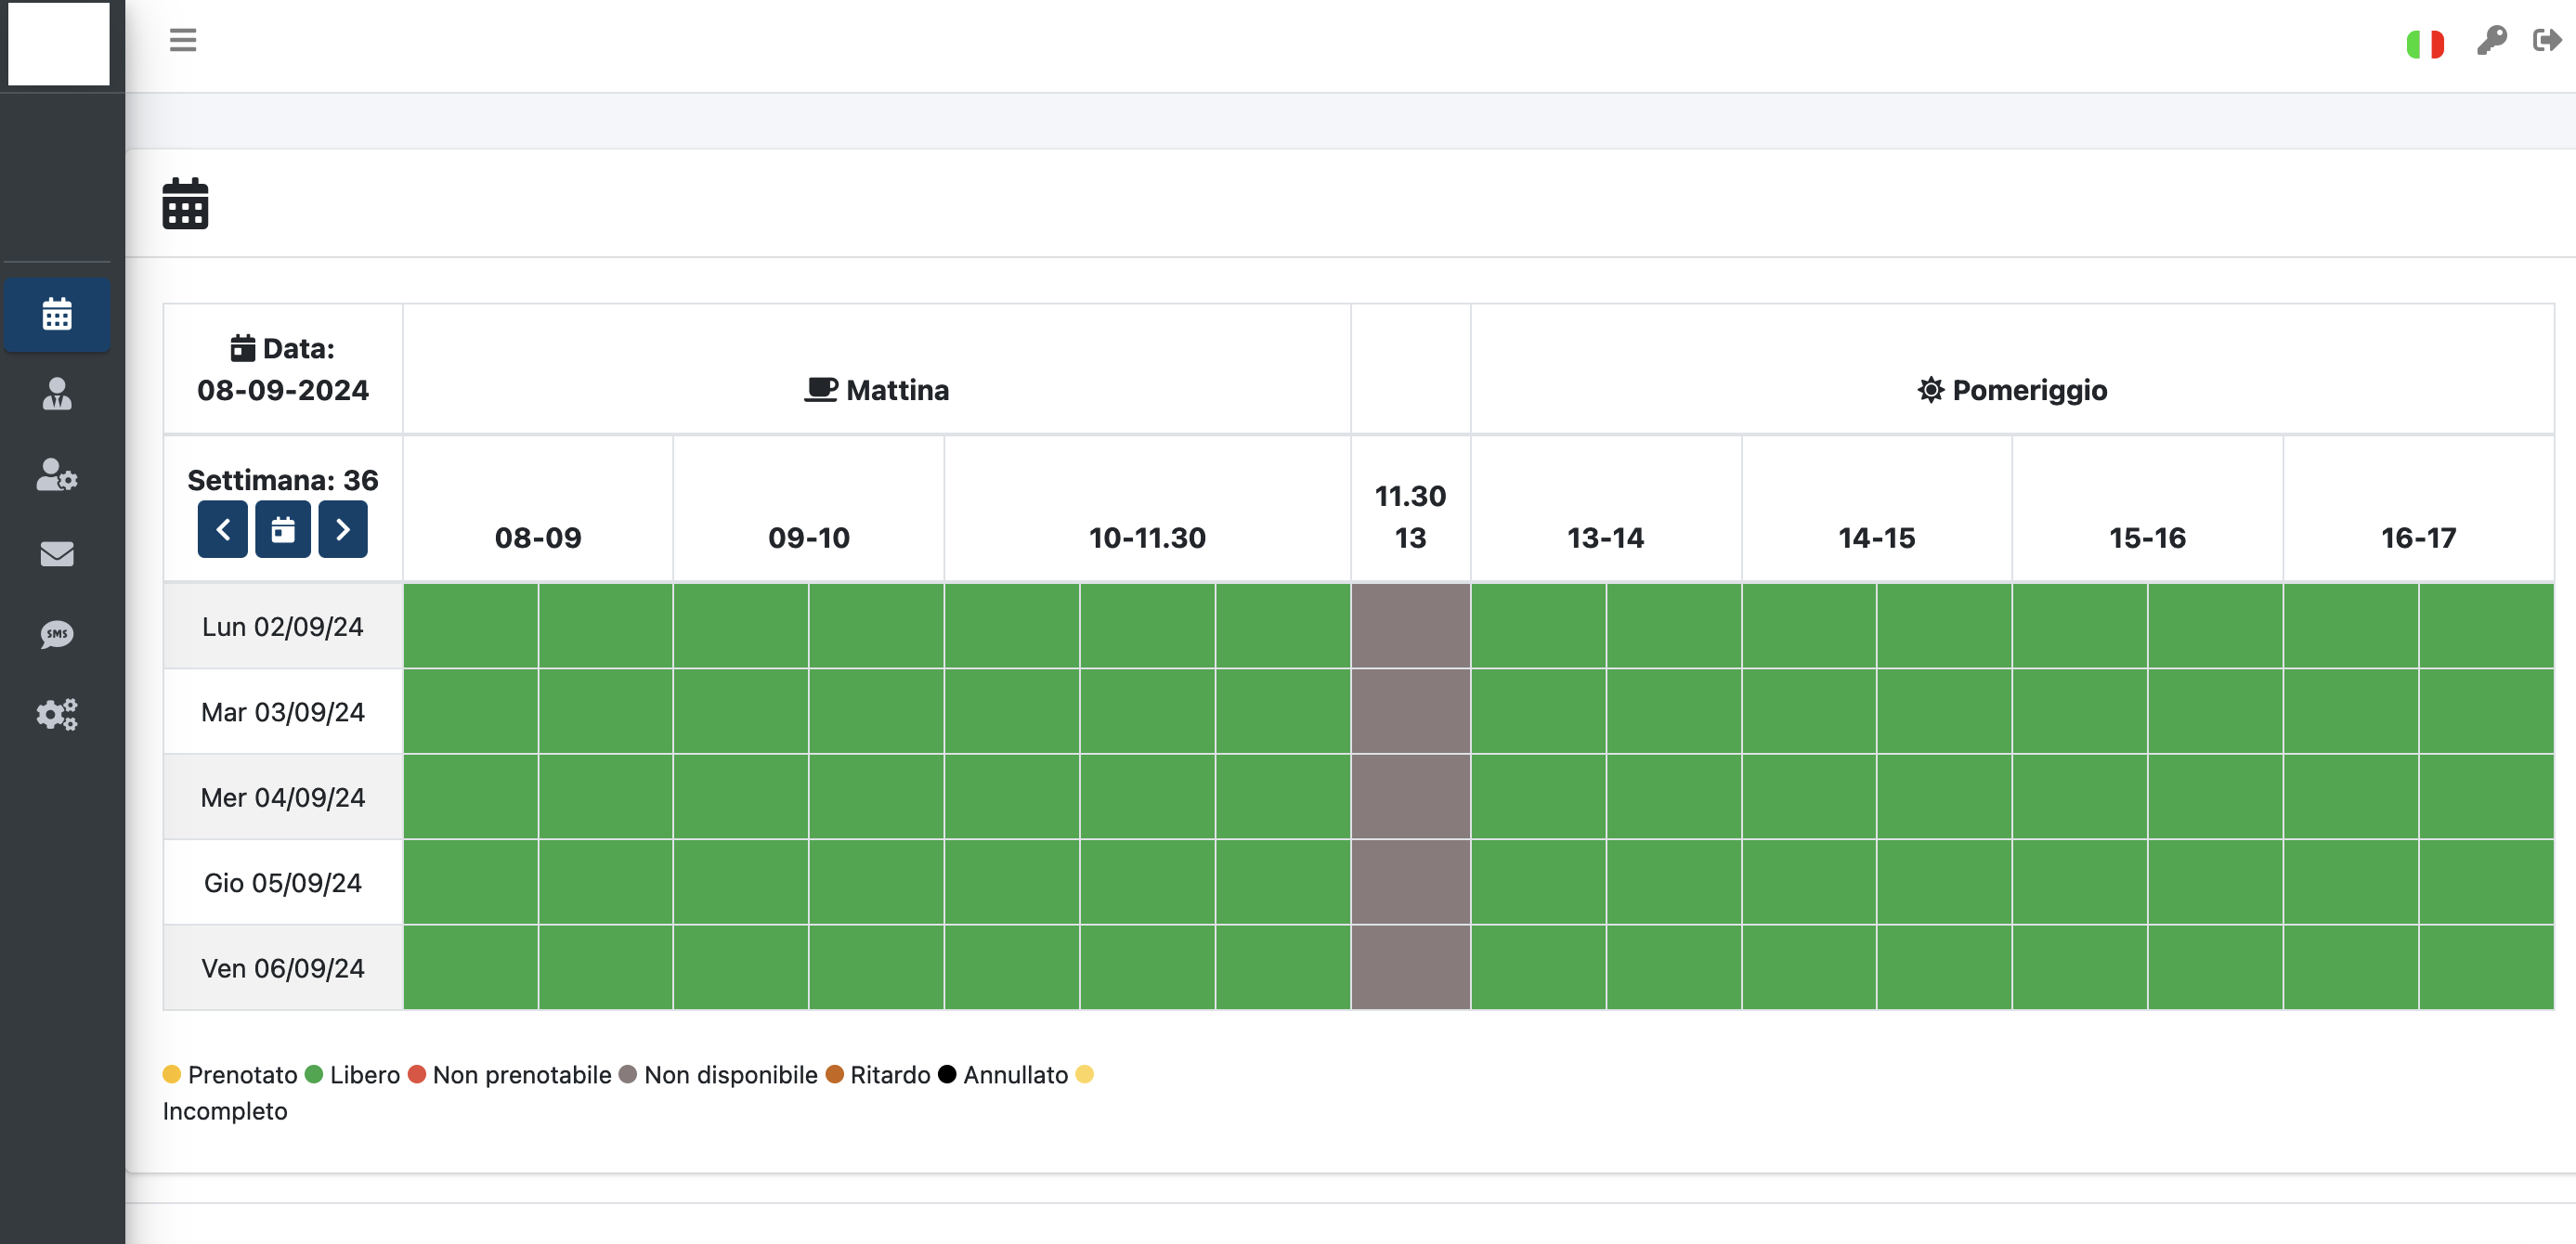 Data:
08-09-2024
Mattina
Pomeriggio
Settimana: 36
08-09
09-10
10-11.30
11.30
13
13-14
14-15
15-16
16-17
Lun 02/09/24
Mar 03/09/24
Mer 04/09/24
Gio 05/09/24
Ven 06/09/24
SMS
Prenotato Libero Non prenotabile Non disponibile Ritardo Annullato
Incompleto